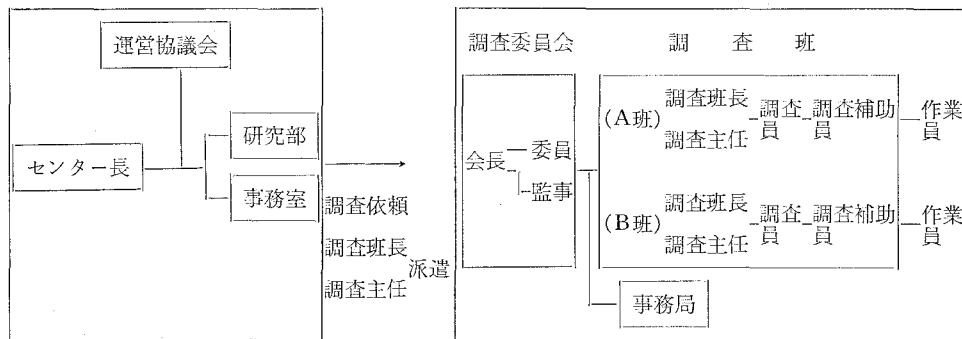 運営協議会
センター長
研究部
事務室
調査依頼
調査班長
調査主任
派遣
調査委員会
会長
委員
監事
調査班
(A班)
調査班長
調査主任
調査員
調査補助員
作業員
(B班)
調査班長
調査主任
調査員
調査補助員
作業員
事務局